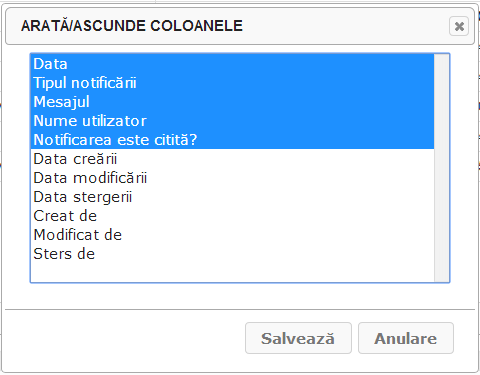 ARATĂ/ASCUNDE COLOANELE
Data
Tipul notificării
Mesajul
Nume utilizator
Notificarea este citită?
Data creării
Data modificării
Data stergerii
Creat de
Modificat de
Sters de
Salvează
Anulare